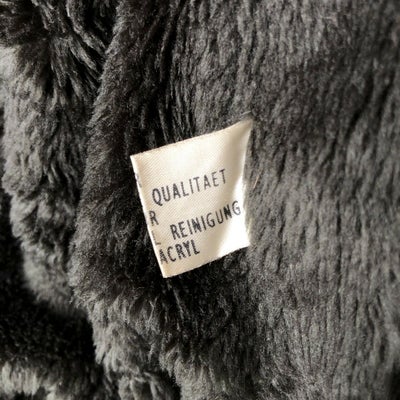 QUALITAET
R
L REINIGUNG
ACRYL